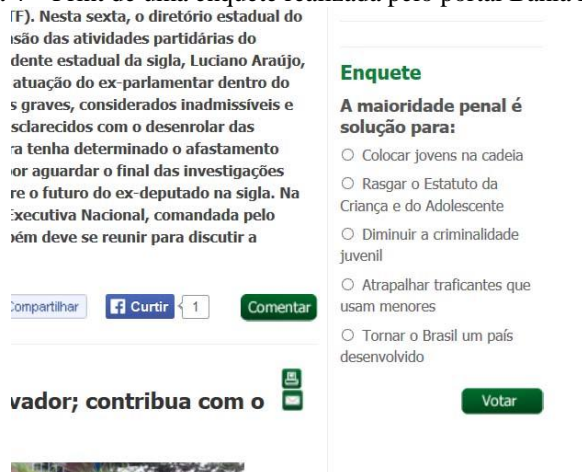 Print de uma enquete realizada pelo portal Bahia
TF). Nesta sexta, o diretório estadual do
são das atividades partidárias do
dente estadual da sigla, Luciano Araújo,
atuação do ex-parlamentar dentro do
s graves, considerados inadmissíveis e
sclarecidos com o desenrolar das
ra tenha determinado o afastamento
por aguardar o final das investigações
re o futuro do ex-deputado na sigla. Na
Executiva Nacional, comandada pelo
bém deve se reunir para discutir a
Compartilhar
Curtir
1
Comentar
vador; contribua com o
Enquete
A maioridade penal é
solução para:
Colocar jovens na cadeia
Rasgar o Estatuto da
Criança e do Adolescente
Diminuir a criminalidade
juvenil
Atrapalhar traficantes que
usam menores
Tornar o Brasil um país
desenvolvido
Votar